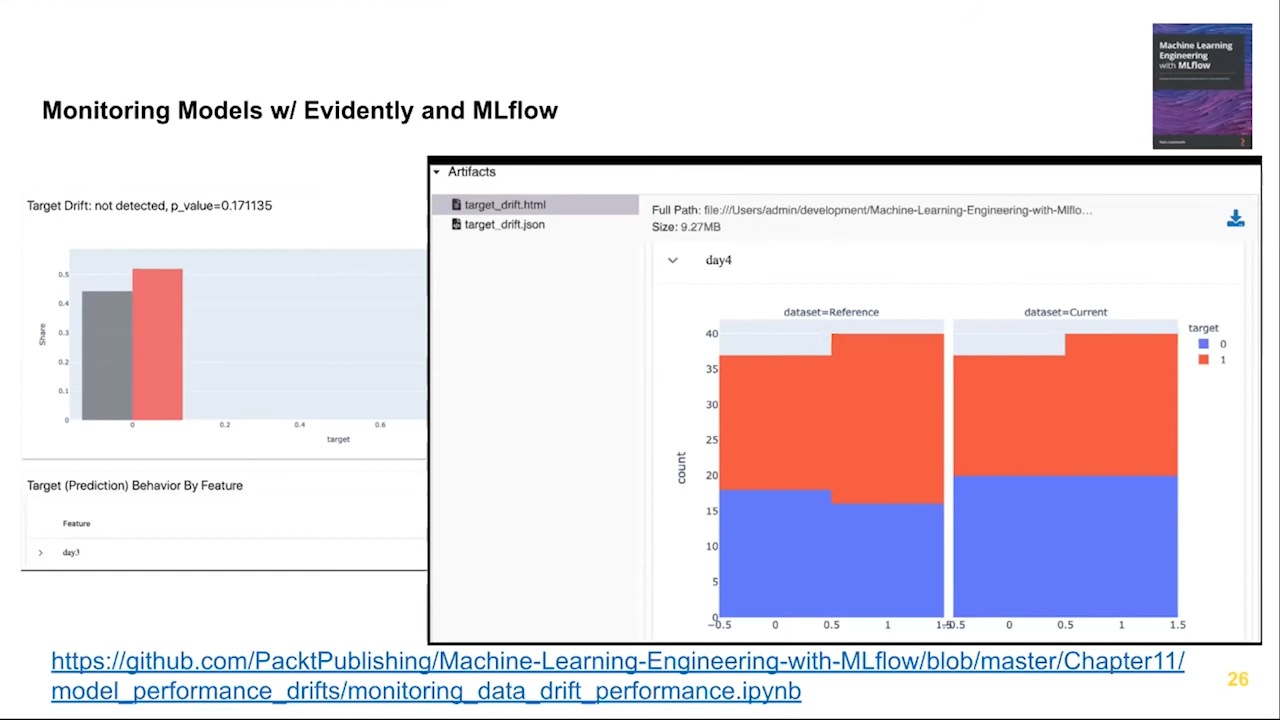 Machine Learning
Engineering
with MLflow
Monitoring Models w/ Evidently and MLflow
Target Drift: not detected, p_value=0.171135
0.5
0.4
0.3
0.2
0.1
0
Share
0
0.2
0.4
0.6
target
Target (Prediction) Behavior By Feature
Feature
day3
Artifacts
target_drift.html
target_drift.json
Full Path: file:///Users/admin/development/Machine-Learning-Engineering-with-Mlflo…
Size: 9.27MB
day4
dataset=Reference
dataset=Current
target
0
1
40
35
30
25
20
15
10
5
0
count
−0.5
0
0.5
1
1.5
−0.5
0
0.5
1
1.5
https://github.com/PacktPublishing/Machine-Learning-Engineering-with-MLflow/blob/master/Chapter11/
model_performance_drifts/monitoring_data_drift_performance.ipynb
26